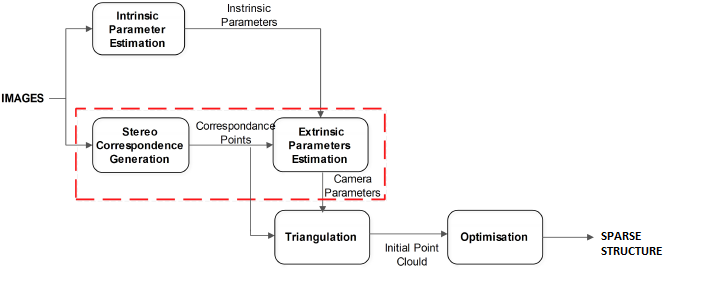 Intrinsic
Parameter
Estimation
Instrinsic
Parameters
IMAGES
Stereo
Correspondence
Generation
Correspondance
Points
Extrinsic
Parameters
Estimation
Camera
Parameters
Triangulation
Initial Point
Clould
Optimisation
SPARSE
STRUCTURE